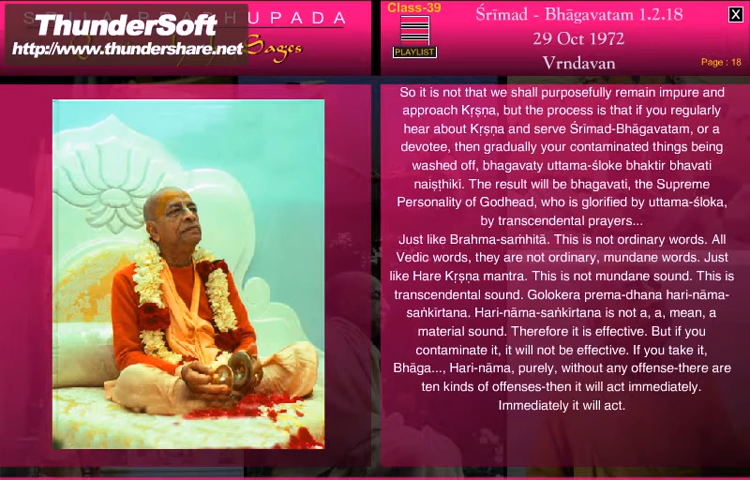 ThunderSoft
http://www.thundershare.net
HUPADA
Sages
Class-39
PLAYLIST
Śrīmad - Bhāgavatam 1.2.18
29 Oct 1972
Vrndavan
X
Page : 18
So it is not that we shall purposefully remain impure and
approach Kṛṣṇa, but the process is that if you regularly
hear about Kṛṣṇa and serve Śrīmad-Bhāgavatam, or a
devotee, then gradually your contaminated things being
washed off, bhagavaty uttama-śloke bhaktir bhavati
naiṣṭhiki. The result will be bhagavati, the Supreme
Personality of Godhead, who is glorified by uttama-śloka,
by transcendental prayers...
Just like Brahma-saṁhitā. This is not ordinary words. All
Vedic words, they are not ordinary, mundane words. Just
like Hare Kṛṣṇa mantra. This is not mundane sound. This is
transcendental sound. Golokera prema-dhana hari-nāma-
saṅkirtana. Hari-nāma-saṅkirtana is not a, a, mean, a
material sound. Therefore it is effective. But if you
contaminate it, it will not be effective. If you take it,
Bhāga..., Hari-nāma, purely, without any offense-there are
ten kinds of offenses-then it will act immediately.
Immediately it will act.